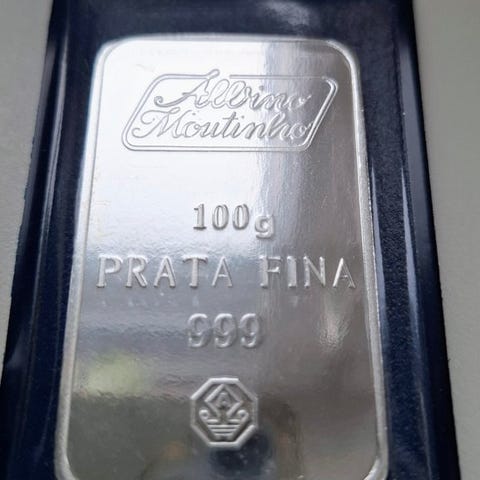 Albino
Moutinho
100g
PRATA FINA
999
A